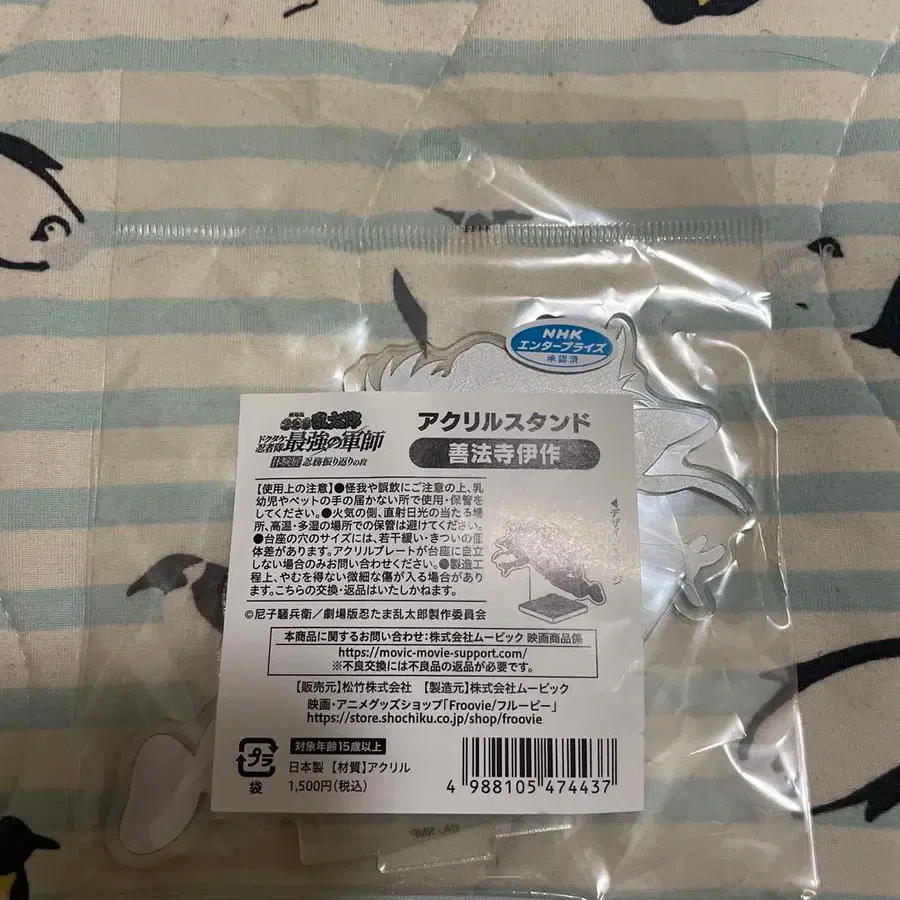 NHK
エンタープライズ
承認済
劇場版
忍たま乱太郎
ドクタケ
忍者隊
最強の軍師
体験展 忍務振り返りの段
アクリルスタンド
善法寺伊作
【使用上の注意】●怪我や誤飲にご注意の上、乳
幼児やペットの手の届かない所で使用・保管を
してください。●火気の側、直射日光の当たる場
所、高温・多湿の場所での保管は避けてください。
●台座の穴のサイズには、若干緩い・きついの個
体差があります。アクリルプレートが台座に自立
しない場合のみお問い合わせください。●製造工
程上、やむを得ない微細な傷が入る場合があり
ます。こちらの交換・返品はいたしかねます。
©尼子騒兵衛／劇場版忍たま乱太郎製作委員会
本商品に関するお問い合わせ:株式会社ムービック 映画商品係
https://movic-movie-support.com/
※不良交換には不良品の返品が必要です。
【販売元】松竹株式会社 【製造元】株式会社ムービック
映画・アニメグッズショップ「Froovie/フルービー」
https://store.shochiku.co.jp/shop/froovie
プラ
袋
対象年齢15歳以上
日本製 【材質】アクリル
1,500円(税込)
4 988105 474437